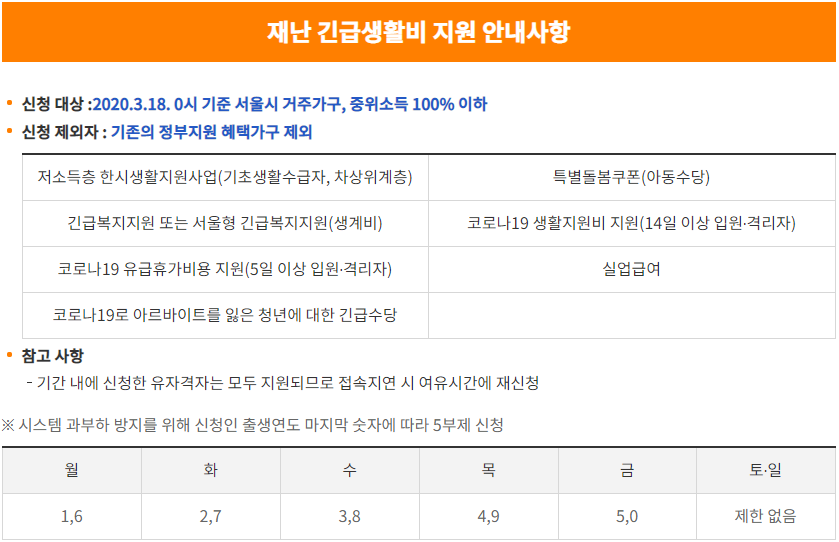 재난 긴급생활비 지원 안내사항
신청 대상 :2020.3.18. 0시 기준 서울시 거주가구, 중위소득 100% 이하
신청 제외자 : 기존의 정부지원 혜택가구 제외
저소득층 한시생활지원사업(기초생활수급자, 차상위계층) 특별돌봄쿠폰(아동수당)
긴급복지지원 또는 서울형 긴급복지지원(생계비) 코로나19 생활지원비 지원(14일 이상 입원·격리자)
코로나19 유급휴가비용 지원(5일 이상 입원·격리자) 실업급여
코로나19로 아르바이트를 잃은 청년에 대한 긴급수당
참고 사항
- 기간 내에 신청한 유자격자는 모두 지원되므로 접속지연 시 여유시간에 재신청
※ 시스템 과부하 방지를 위해 신청인 출생연도 마지막 숫자에 따라 5부제 신청
월 화 수 목 금 토·일
1,6 2,7 3,8 4,9 5,0 제한 없음